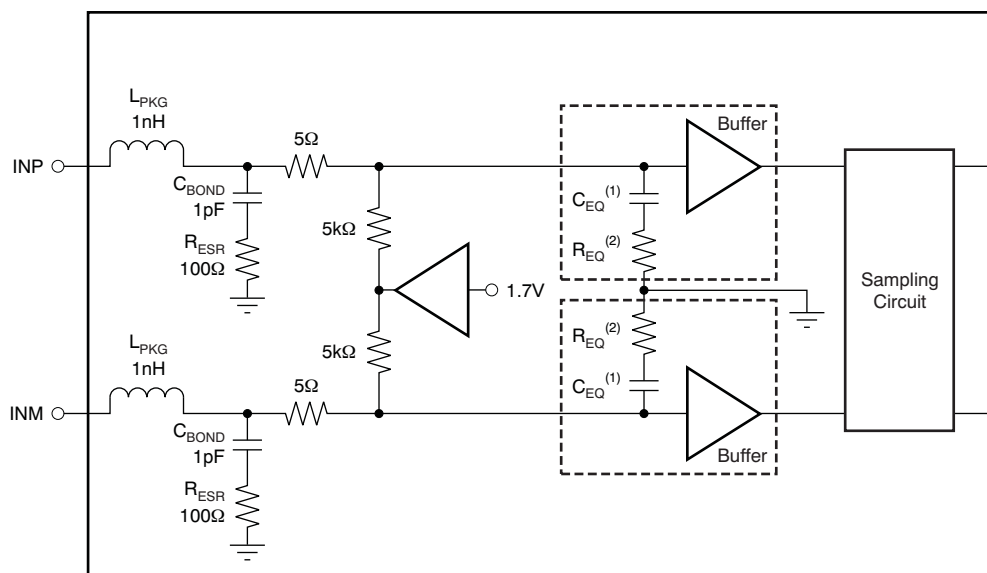 L_PKG
1nH
INP
5Ω
C_BOND
1pF
R_ESR
100Ω
5kΩ
1.7V
5kΩ
Buffer
C_EQ^(1)
R_EQ^(2)
R_EQ^(2)
C_EQ^(1)
Buffer
Sampling
Circuit
L_PKG
1nH
INM
5Ω
C_BOND
1pF
R_ESR
100Ω